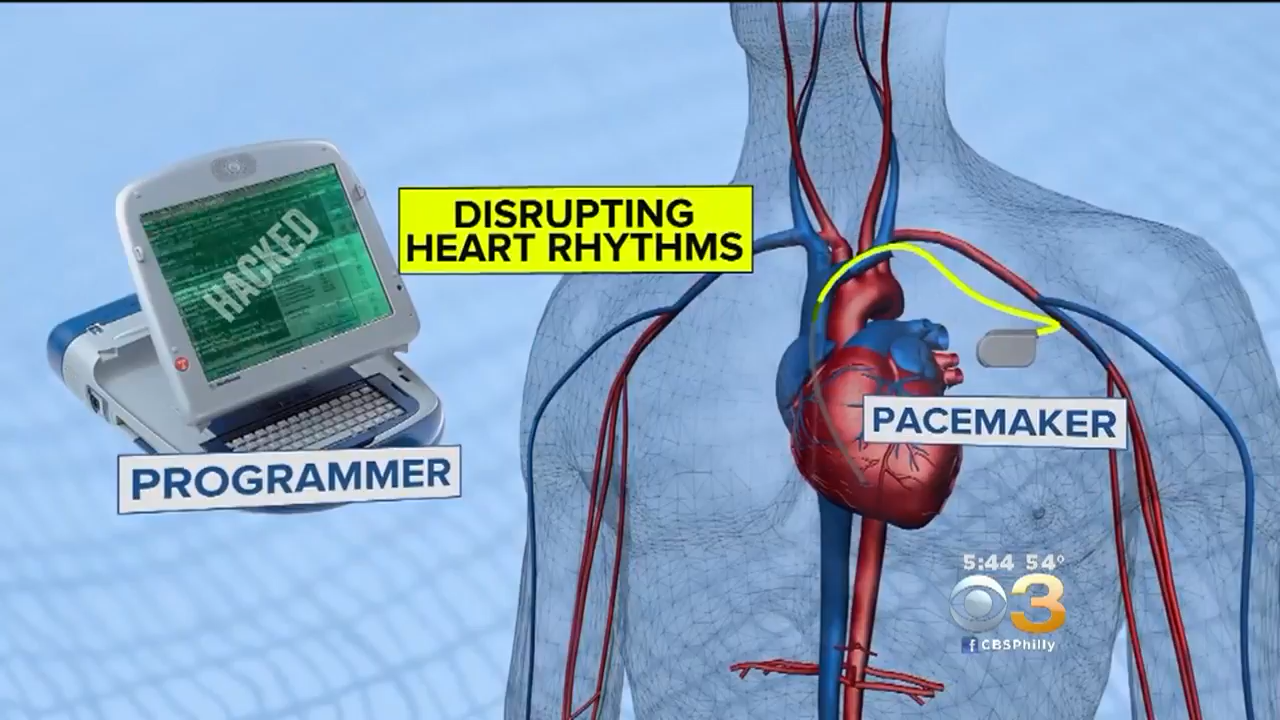 DISRUPTING
HEART RHYTHMS
HACKED
PROGRAMMER
PACEMAKER
5:44 54°
3
f CBSPhilly